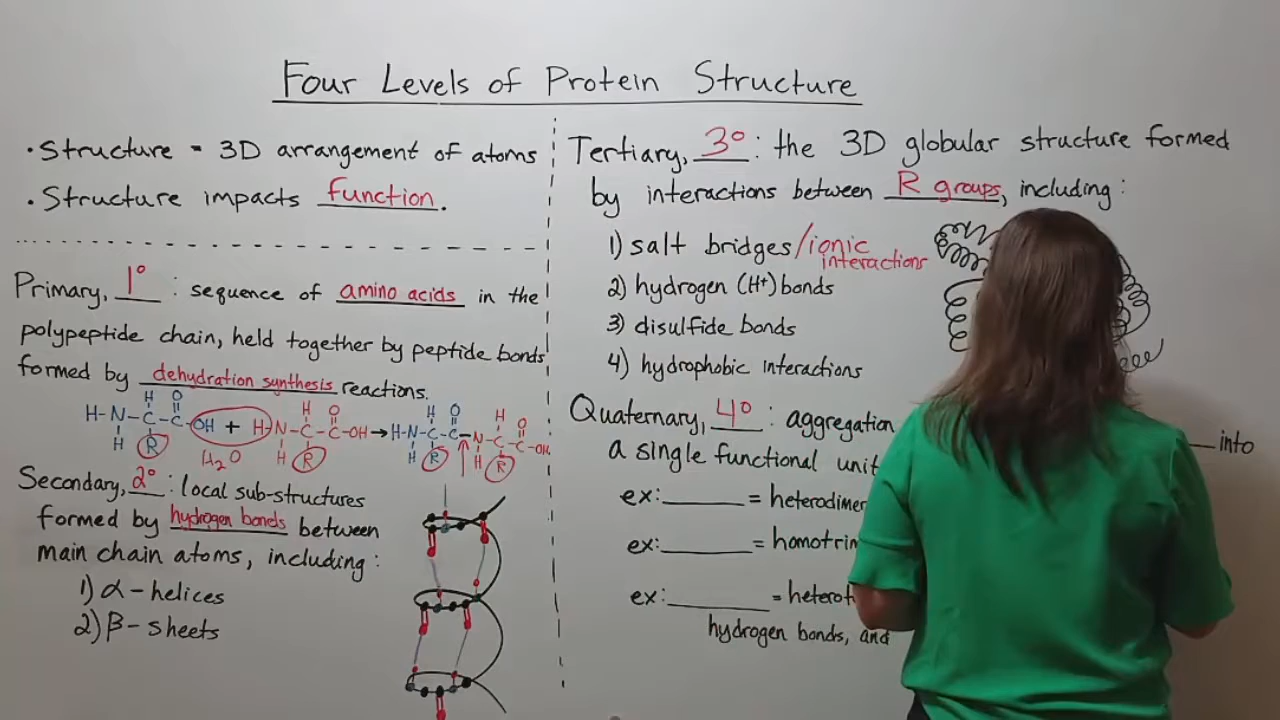 Four Levels of Protein Structure
• Structure = 3D arrangement of atoms
• Structure impacts function.
Primary, 1° : sequence of amino acids in the
polypeptide chain, held together by peptide bonds
formed by dehydration synthesis reactions.
H O H O H O H O
H-N-C-C-OH + H-N-C-C-OH → H-N-C-C-N-C-C-OH
H R H₂O H R H R H R
Secondary, 2° : local sub-structures
formed by hydrogen bonds between
main chain atoms, including:
1) α - helices
2) β - sheets
Tertiary, 3° : the 3D globular structure formed
by interactions between R groups, including:
1) salt bridges/ionic
interactions
2) hydrogen (H+) bonds
3) disulfide bonds
4) hydrophobic interactions
Quaternary, 4° : aggregation
into
a single functional unit
ex: ______ = heterodimer
ex: ______ = homotrim
ex: ______ = heterot
hydrogen bonds, and